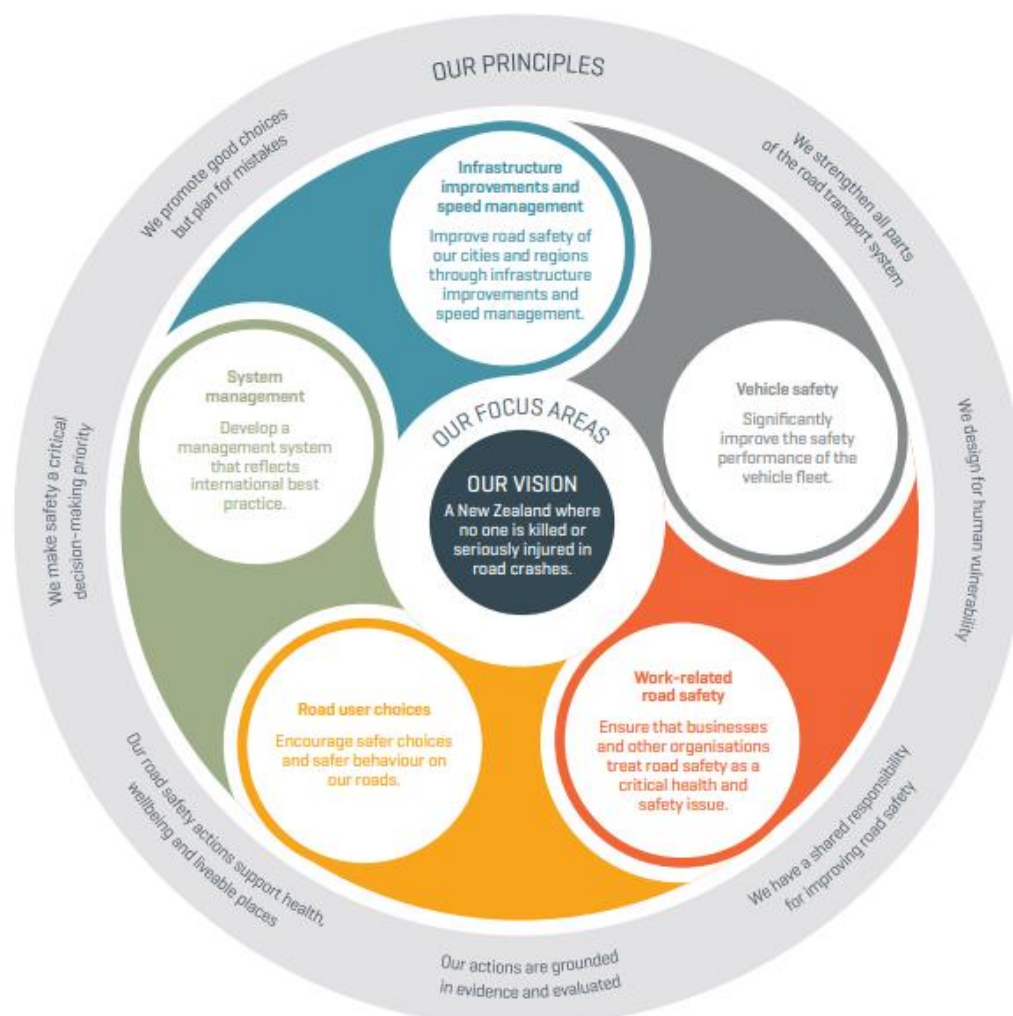 OUR PRINCIPLES
We promote good choices
but plan for mistakes
We strengthen all parts
of the road transport system
We design for human vulnerability
We have a shared responsibility
for improving road safety
Our actions are grounded
in evidence and evaluated
Our road safety actions support health,
wellbeing and liveable places
We make safety a critical
decision-making priority
Infrastructure
improvements and
speed management
Improve road safety of
our cities and regions
through infrastructure
improvements and
speed management.
Vehicle safety
Significantly
improve the safety
performance of the
vehicle fleet.
Work-related
road safety
Ensure that businesses
and other organisations
treat road safety as a
critical health and
safety issue.
Road user choices
Encourage safer choices
and safer behaviour on
our roads.
System
management
Develop a
management system
that reflects
international best
practice.
OUR FOCUS AREAS
OUR VISION
A New Zealand where
no one is killed or
seriously injured in
road crashes.